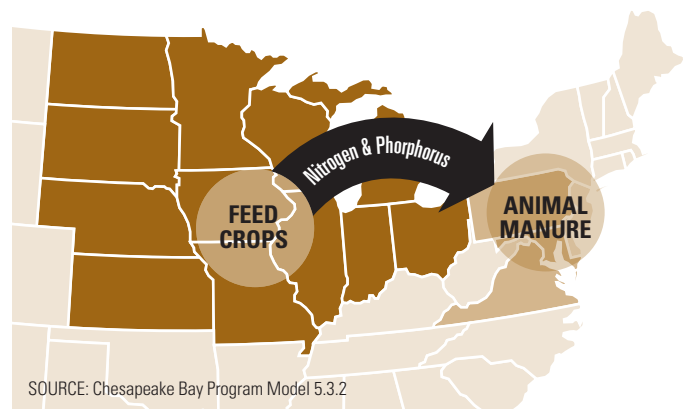 Nitrogen & Phorphorus
FEED
CROPS
ANIMAL
MANURE
SOURCE: Chesapeake Bay Program Model 5.3.2